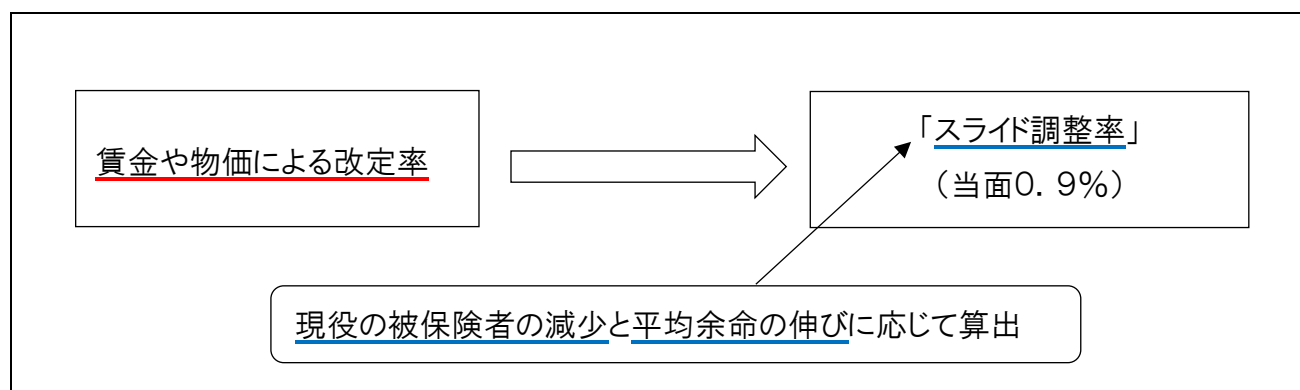 賃金や物価による改定率
「スライド調整率」
（当面０．９％）
現役の被保険者の減少と平均余命の伸びに応じて算出